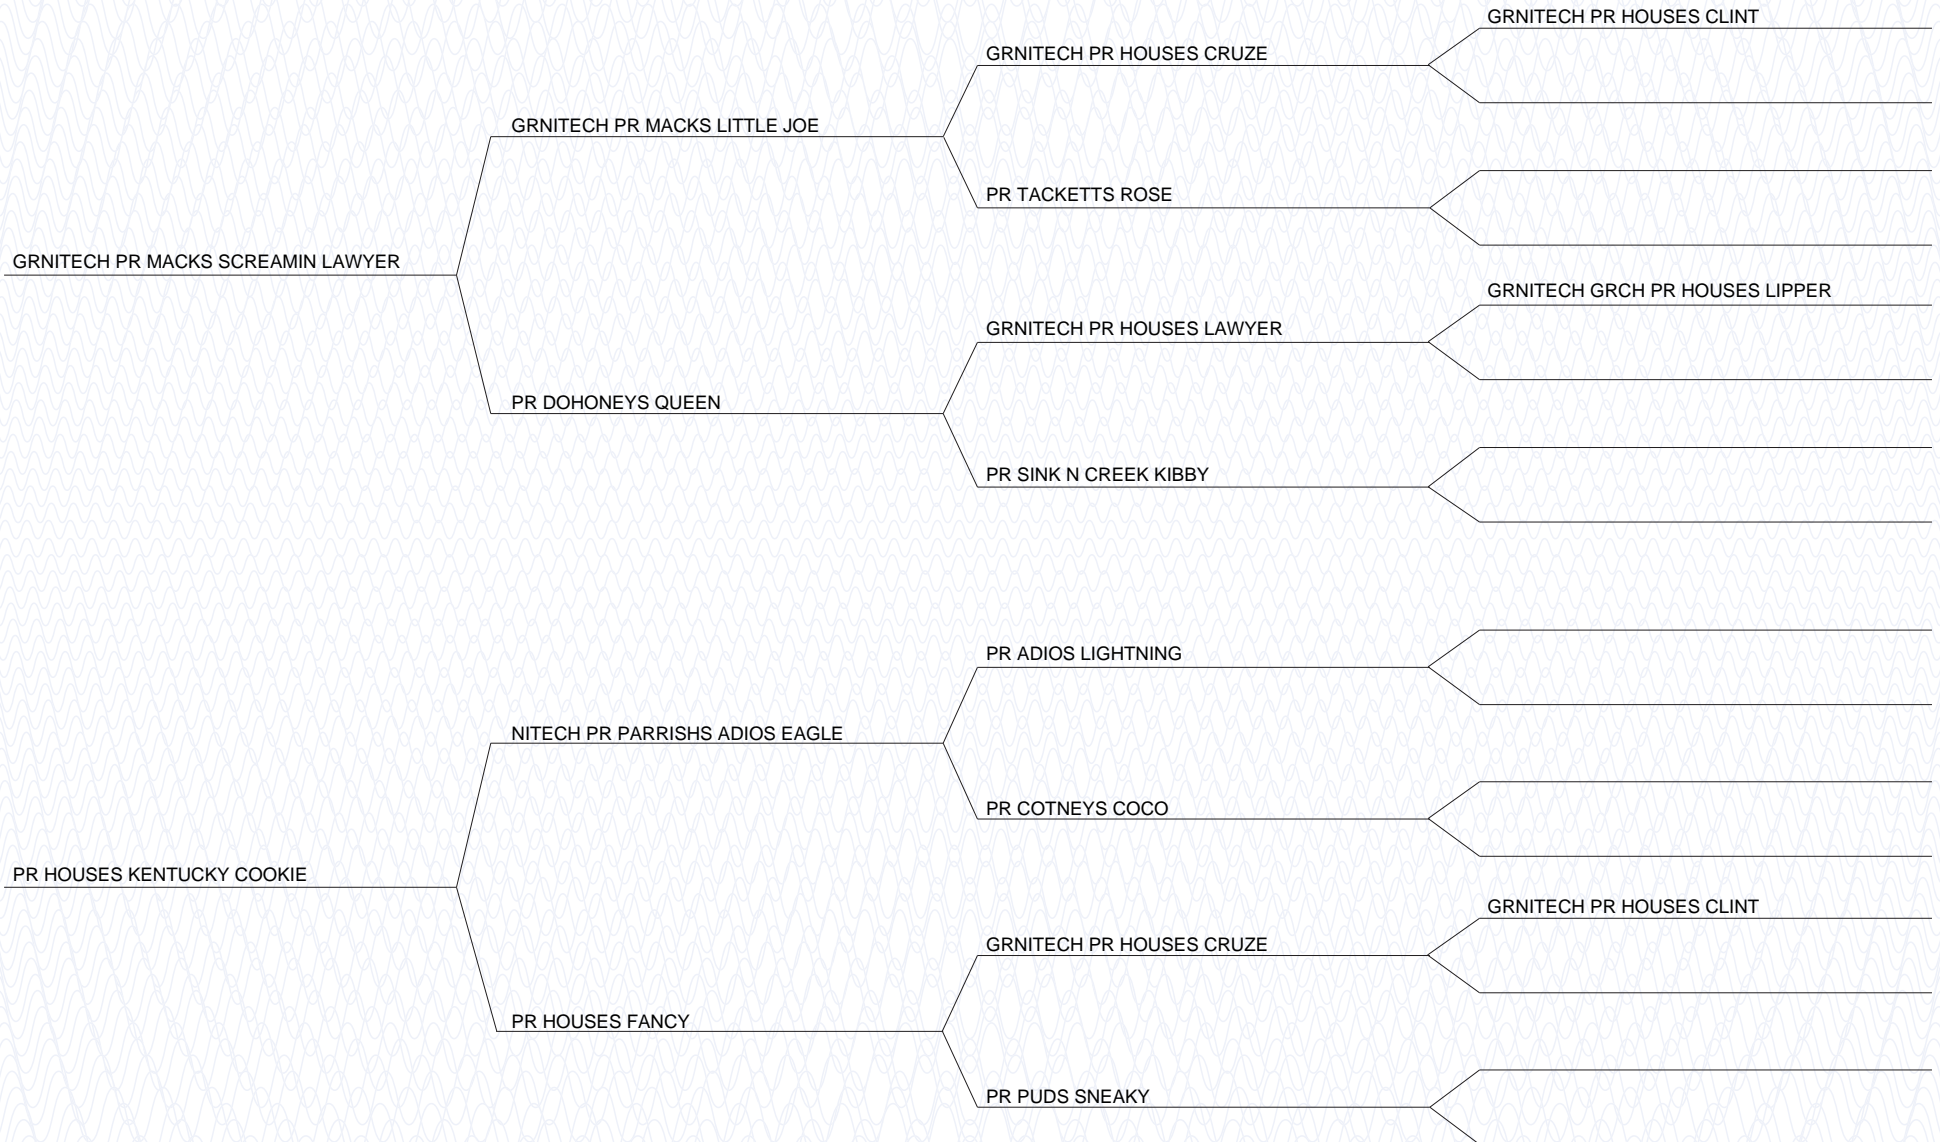 GRNITECH PR HOUSES CLINT
GRNITECH PR HOUSES CRUZE
GRNITECH PR MACKS LITTLE JOE
PR TACKETTS ROSE
GRNITECH PR MACKS SCREAMIN LAWYER
GRNITECH GRCH PR HOUSES LIPPER
GRNITECH PR HOUSES LAWYER
PR DOHONEYS QUEEN
PR SINK N CREEK KIBBY
PR ADIOS LIGHTNING
NITECH PR PARRISHS ADIOS EAGLE
PR COTNEYS COCO
PR HOUSES KENTUCKY COOKIE
GRNITECH PR HOUSES CLINT
GRNITECH PR HOUSES CRUZE
PR HOUSES FANCY
PR PUDS SNEAKY